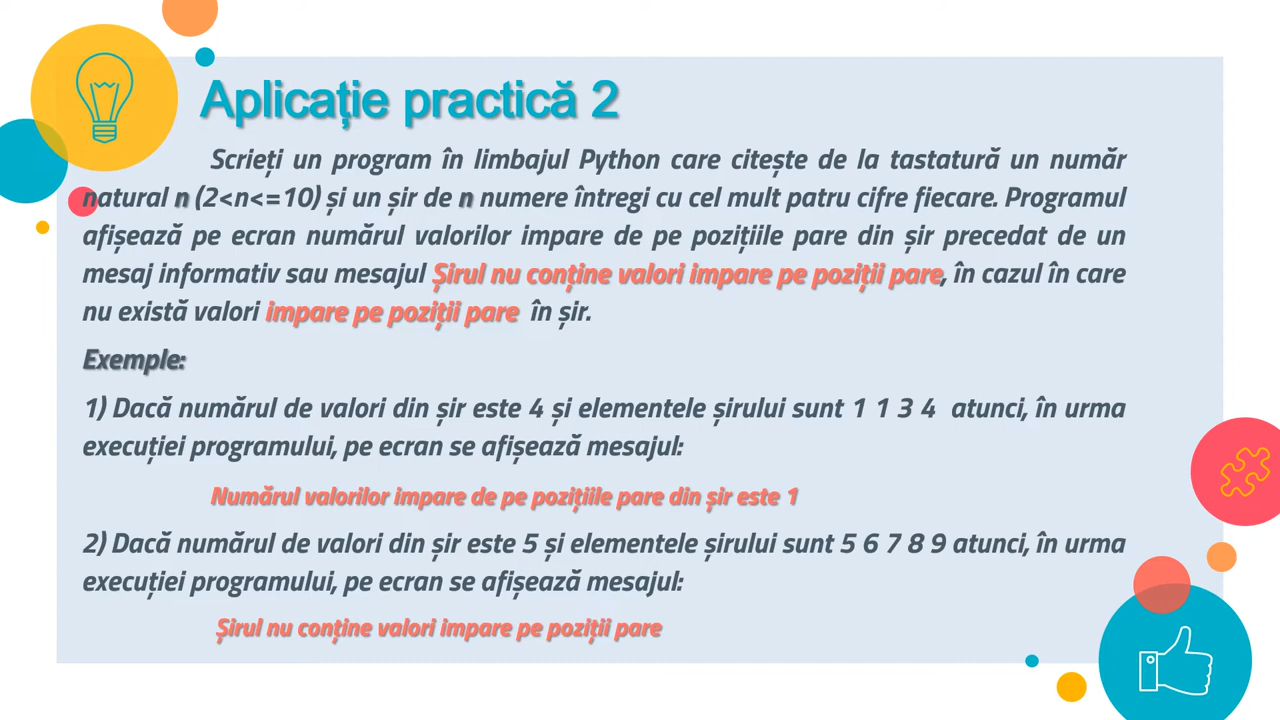 Aplicație practică 2
Scrieți un program în limbajul Python care citește de la tastatură un număr
natural n (2<n<=10) și un șir de n numere întregi cu cel mult patru cifre fiecare. Programul
afișează pe ecran numărul valorilor impare de pe pozițiile pare din șir precedat de un
mesaj informativ sau mesajul Șirul nu conține valori impare pe poziții pare, în cazul în care
nu există valori impare pe poziții pare în șir.
Exemple:
1) Dacă numărul de valori din șir este 4 și elementele șirului sunt 1 1 3 4 atunci, în urma
execuției programului, pe ecran se afișează mesajul:
Numărul valorilor impare de pe pozițiile pare din șir este 1
2) Dacă numărul de valori din șir este 5 și elementele șirului sunt 5 6 7 8 9 atunci, în urma
execuției programului, pe ecran se afișează mesajul:
Șirul nu conține valori impare pe poziții pare